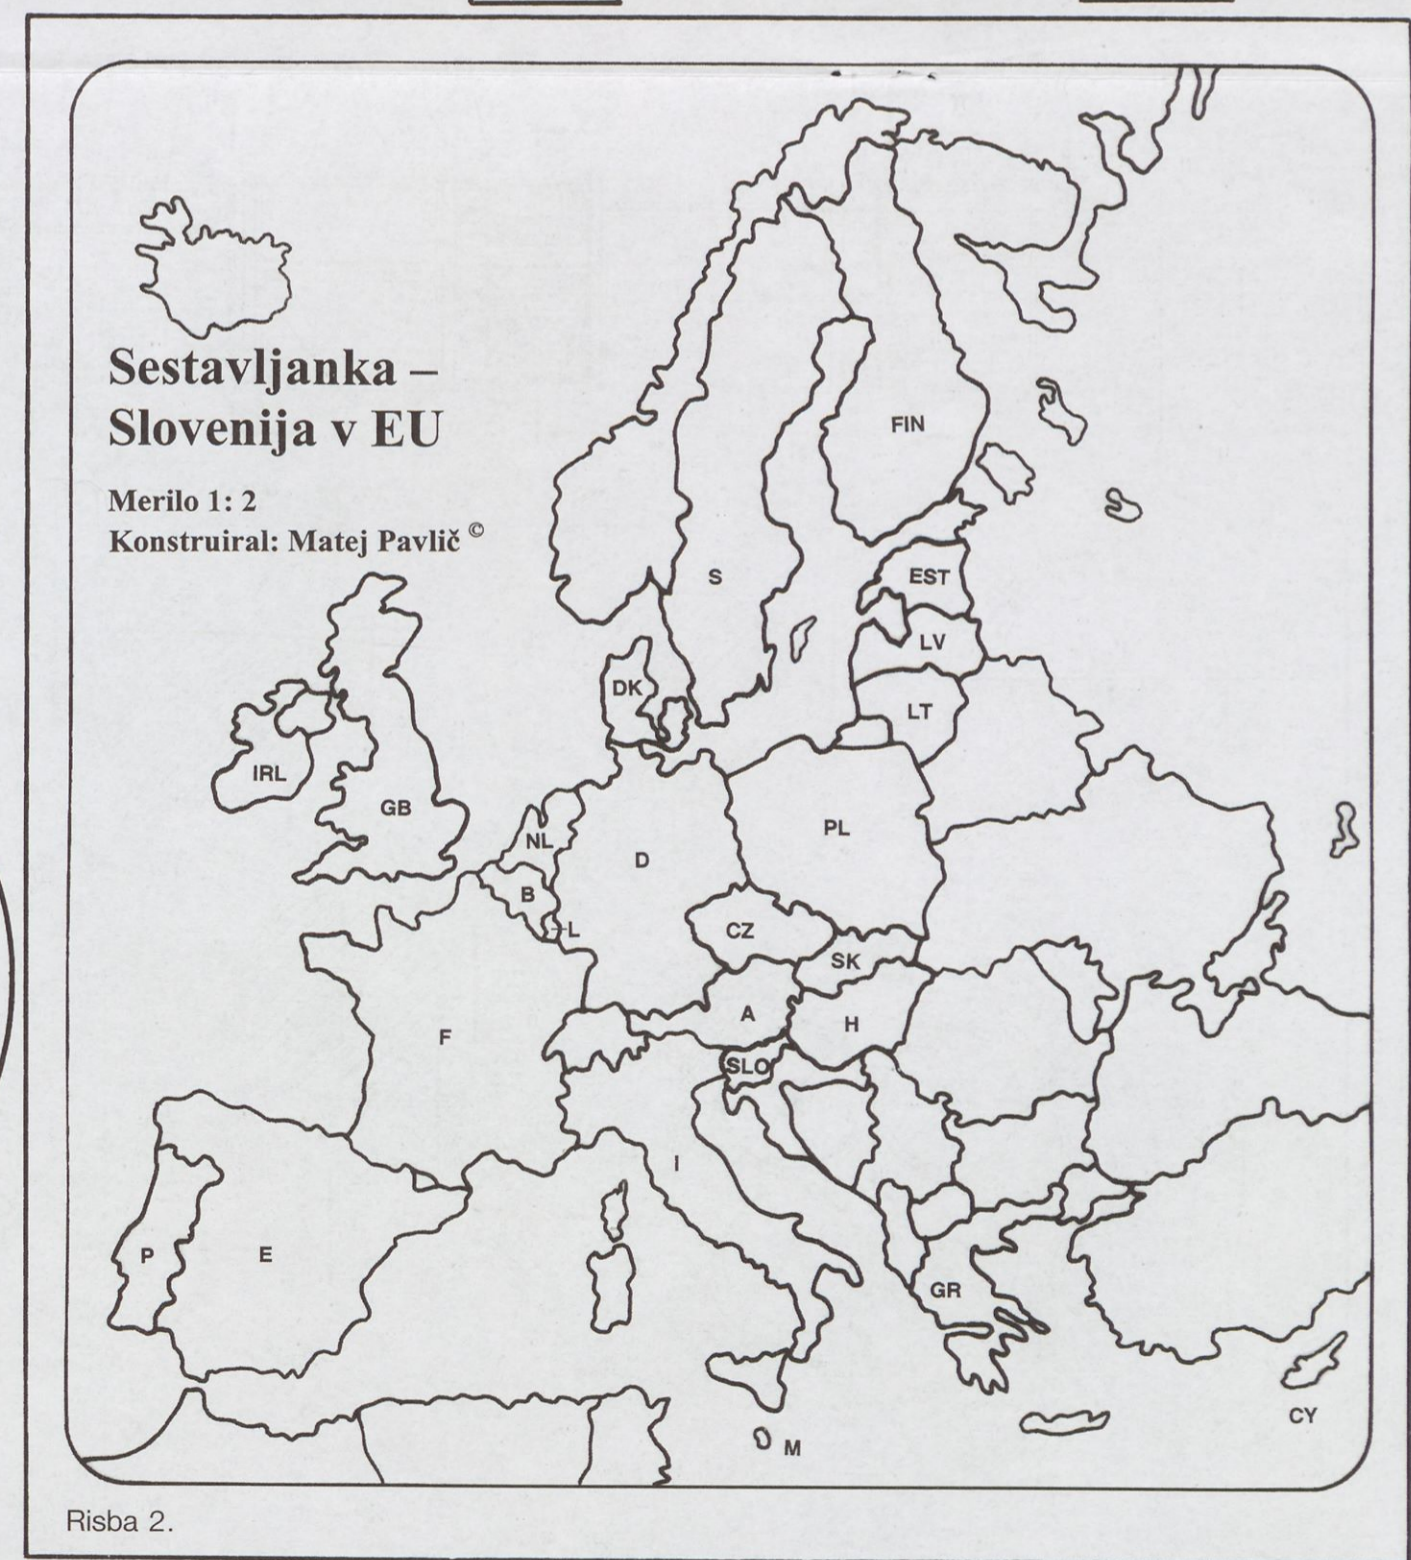 Sestavljanka –
Slovenija v EU
Merilo 1: 2
Konstruiral: Matej Pavlič ©
FIN
S
EST
LV
DK
LT
IRL
GB
NL
PL
D
B
L
CZ
SK
A
H
F
SLO
I
P
E
GR
CY
M
Risba 2.